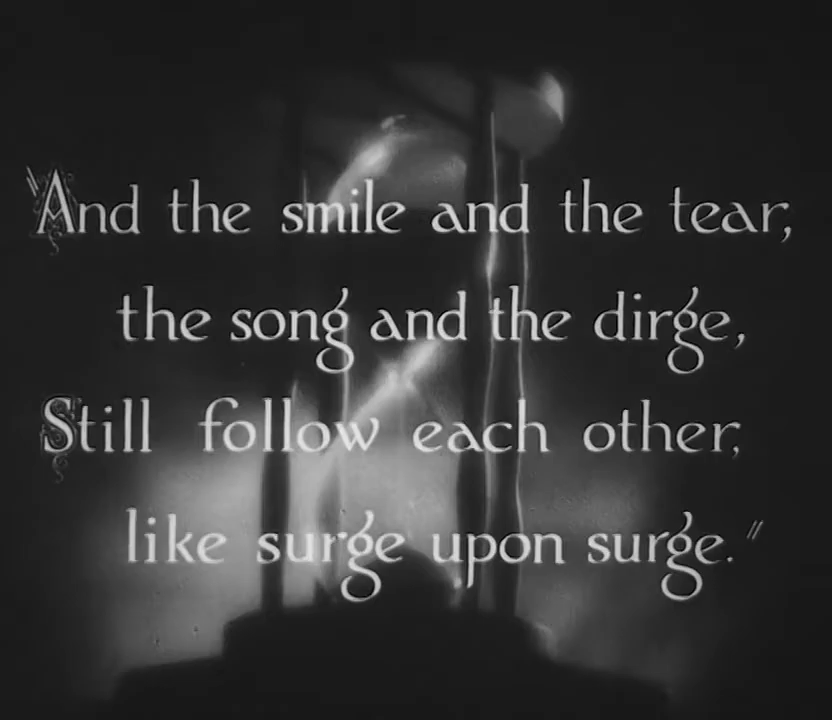 "And the smile and the tear,
the song and the dirge,
Still follow each other,
like surge upon surge."